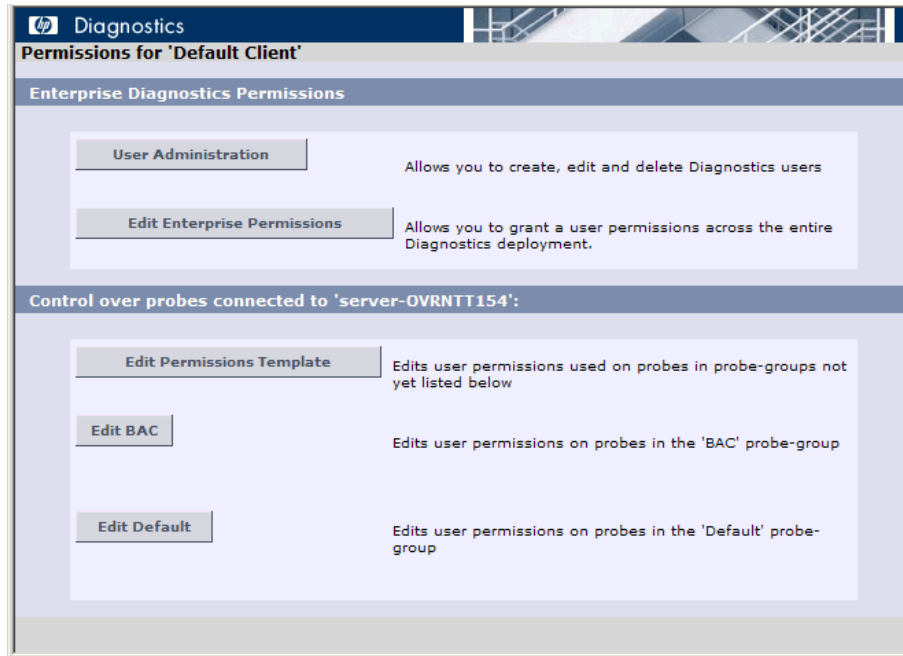 hp Diagnostics
Permissions for 'Default Client'
Enterprise Diagnostics Permissions
User Administration
Allows you to create, edit and delete Diagnostics users
Edit Enterprise Permissions
Allows you to grant a user permissions across the entire
Diagnostics deployment.
Control over probes connected to 'server-OVRNTT154':
Edit Permissions Template
Edits user permissions used on probes in probe-groups not
yet listed below
Edit BAC
Edits user permissions on probes in the 'BAC' probe-group
Edit Default
Edits user permissions on probes in the 'Default' probe-
group